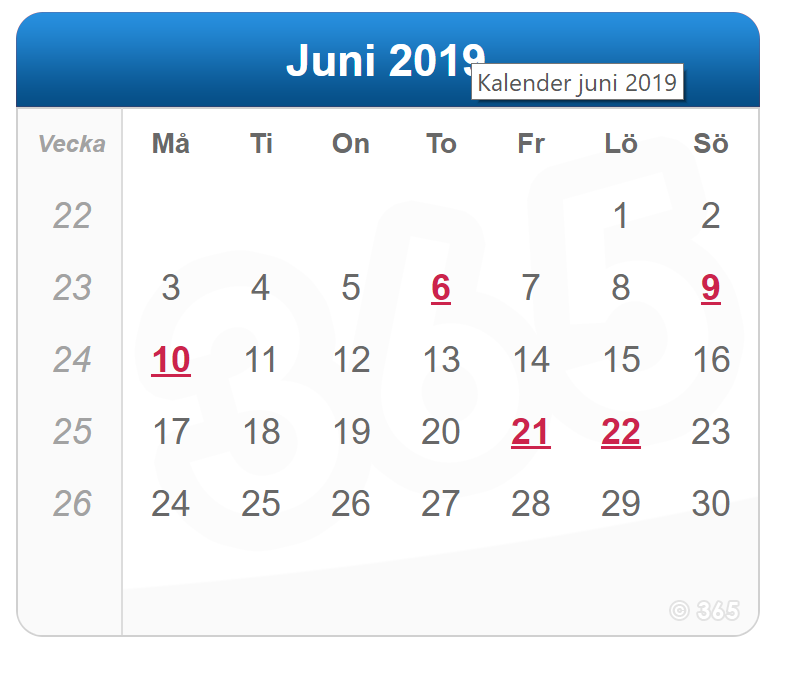 Juni 2019
Kalender juni 2019
Vecka Må Ti On To Fr Lö Sö
22 1 2
23 3 4 5 6 7 8 9
24 10 11 12 13 14 15 16
25 17 18 19 20 21 22 23
26 24 25 26 27 28 29 30
365
© 365